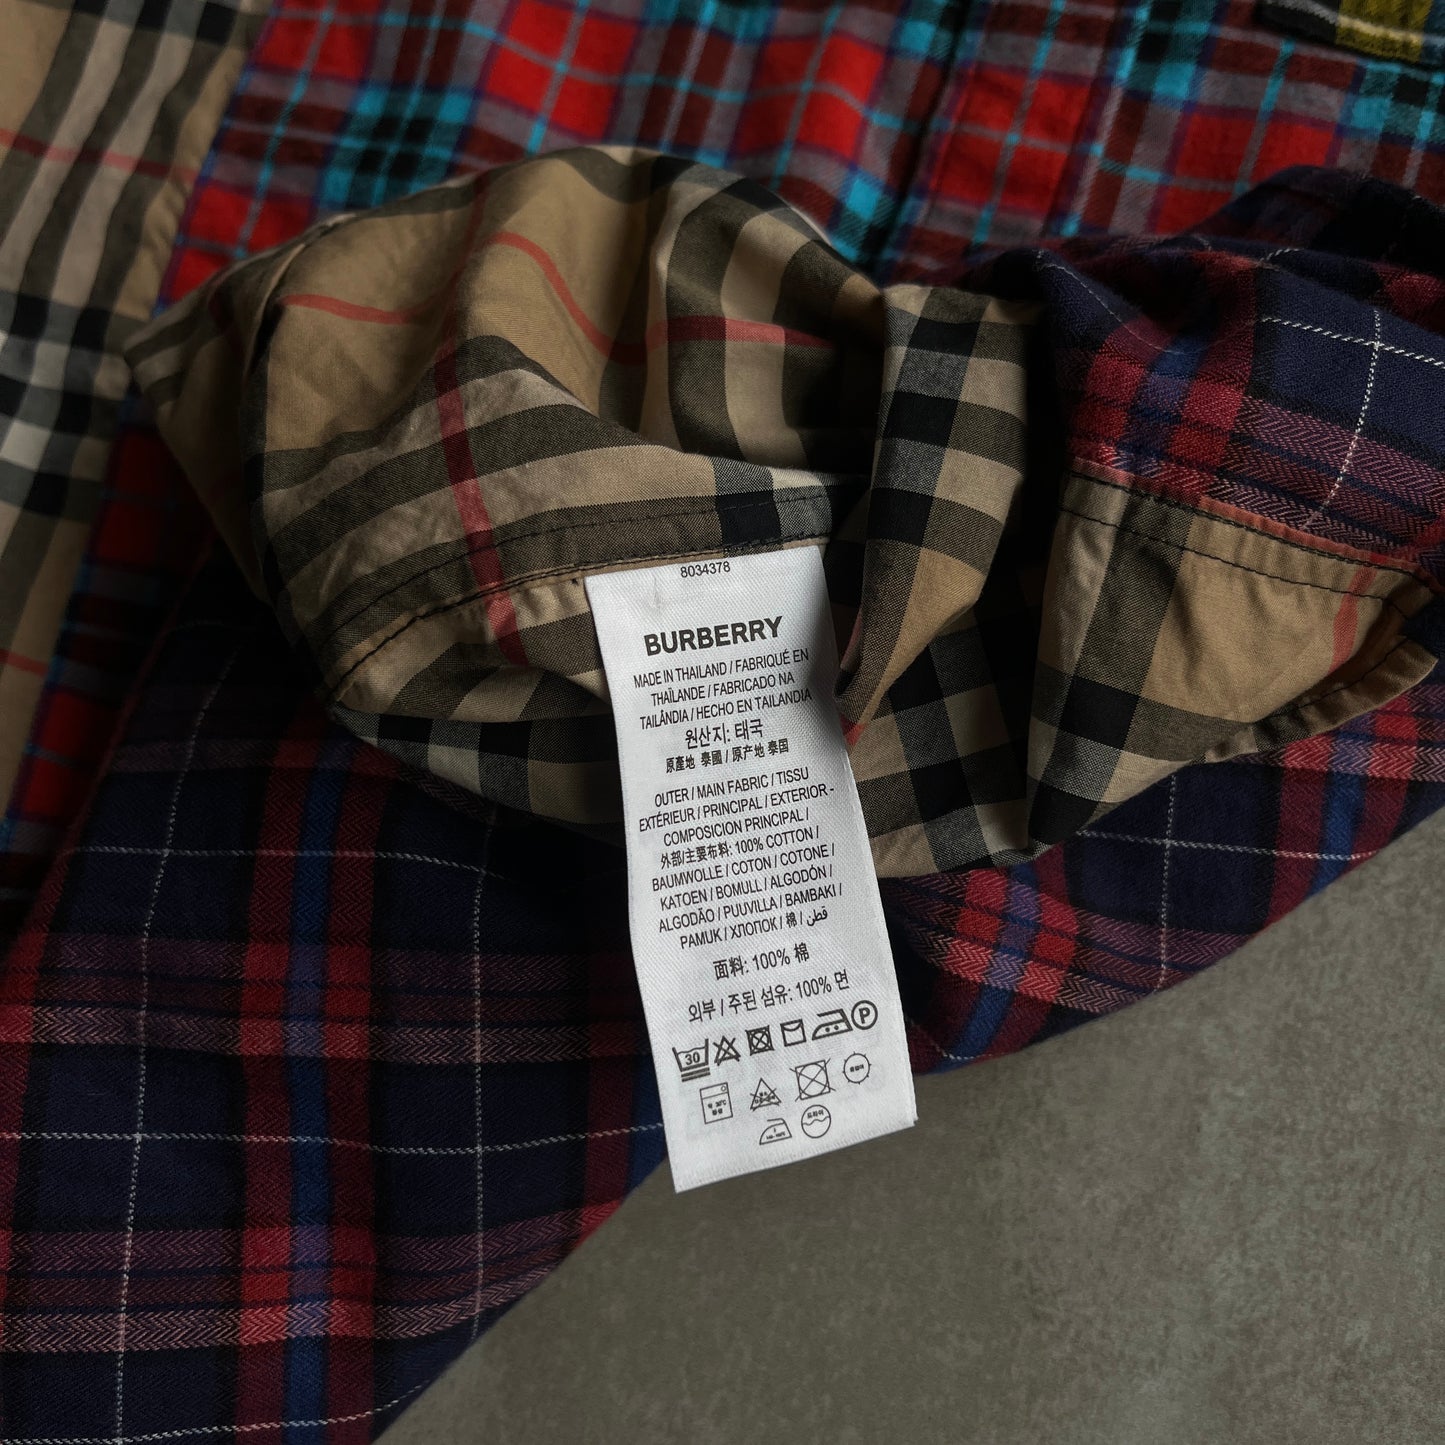 8034378
BURBERRY
MADE IN THAILAND / FABRIQUÉ EN
THAÏLANDE / FABRICADO NA
TAILÂNDIA / HECHO EN TAILANDIA
원산지: 태국
原產地 泰國 / 原产地 泰国
OUTER / MAIN FABRIC / TISSU
EXTÉRIEUR / PRINCIPAL / EXTERIOR -
COMPOSICION PRINCIPAL /
外部/主要布料: 100% COTTON /
BAUMWOLLE / COTON / COTONE /
KATOEN / BOMULL / ALGODÓN /
ALGODÃO / PUUVILLA / BAMBAKI /
PAMUK / ХЛОПОК / 棉 / قطن
面料: 100% 棉
외부 / 주된 섬유: 100% 면
30
P